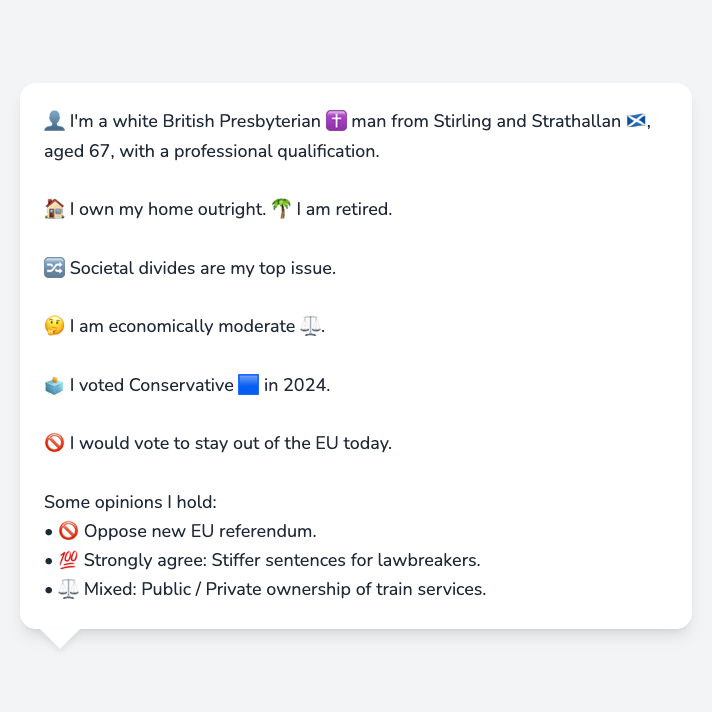 👤 I'm a white British Presbyterian ✝️ man from Stirling and Strathallan 🏴󠁧󠁢󠁳󠁣󠁴󠁿,
aged 67, with a professional qualification.
🏠 I own my home outright. 🌴 I am retired.
🔀 Societal divides are my top issue.
🤔 I am economically moderate ⚖️.
🗳️ I voted Conservative 🟦 in 2024.
🚫 I would vote to stay out of the EU today.
Some opinions I hold:
• 🚫 Oppose new EU referendum.
• 💯 Strongly agree: Stiffer sentences for lawbreakers.
• ⚖️ Mixed: Public / Private ownership of train services.